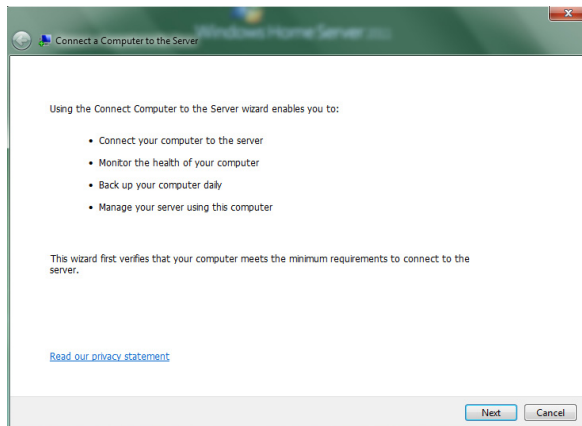 Windows Home Server 2011
Connect a Computer to the Server
Using the Connect Computer to the Server wizard enables you to:
• Connect your computer to the server
• Monitor the health of your computer
• Back up your computer daily
• Manage your server using this computer
This wizard first verifies that your computer meets the minimum requirements to connect to the
server.
Read our privacy statement
Next
Cancel